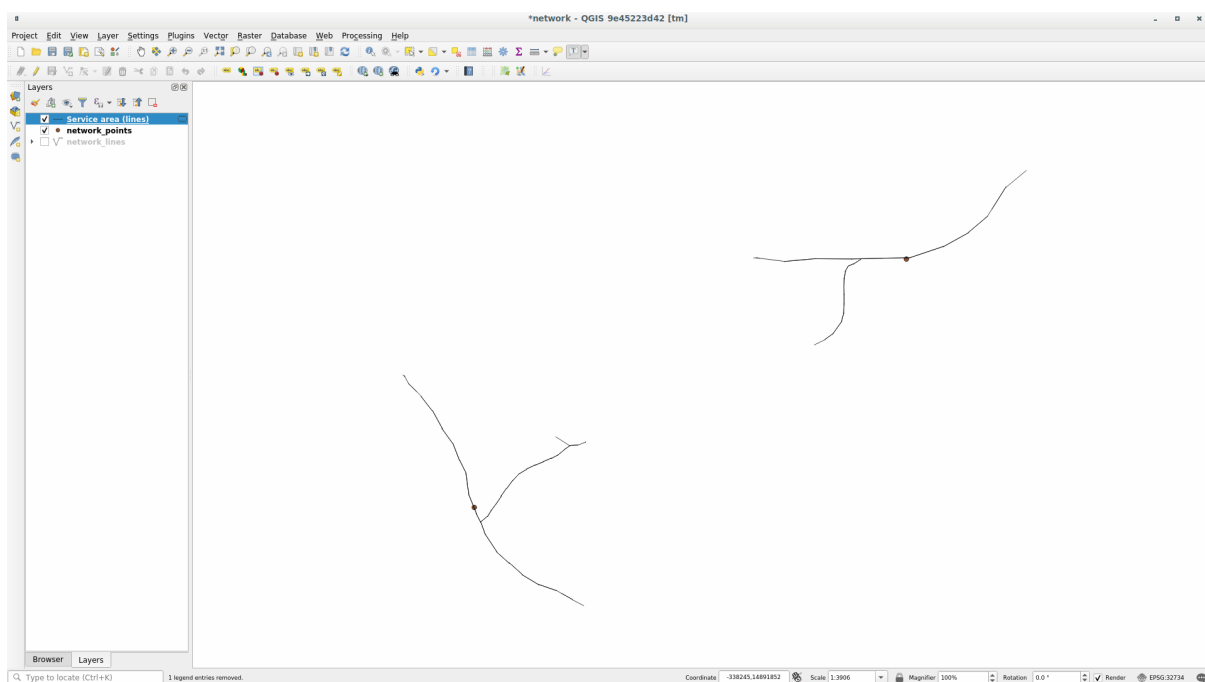 *network - QGIS 9e45223d42 [tm]
Project Edit View Layer Settings Plugins Vector Raster Database Web Processing Help
Layers
Service area (lines)
network_points
network_lines
Browser Layers
Type to locate (Ctrl+K) 1 legend entries removed. Coordinate -338245,14891852 Scale 1:3906 Magnifier 100% Rotation 0.0 ° Render EPSG:32734